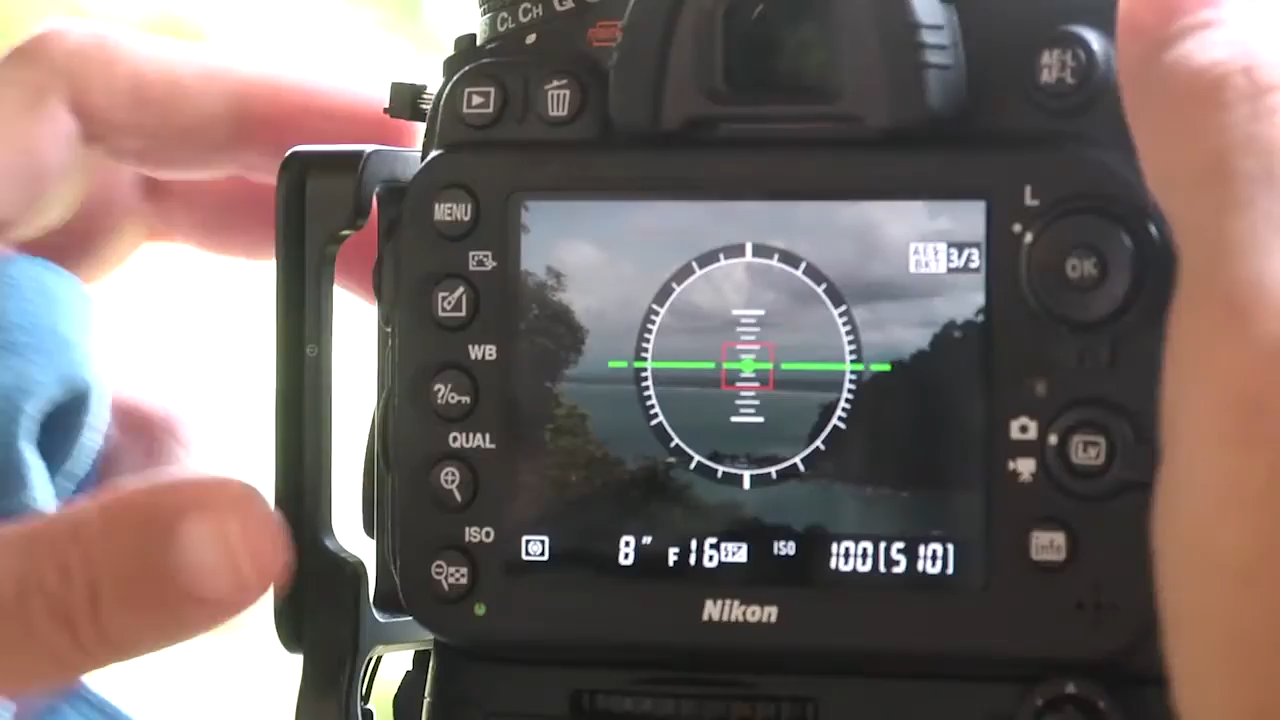 CL CH Q
AE-L
AF-L
MENU
L
OK
AE$
BKT 3/3
WB
?/
QUAL
Lv
ISO
info
8" F16 ISO 100[510]
Nikon